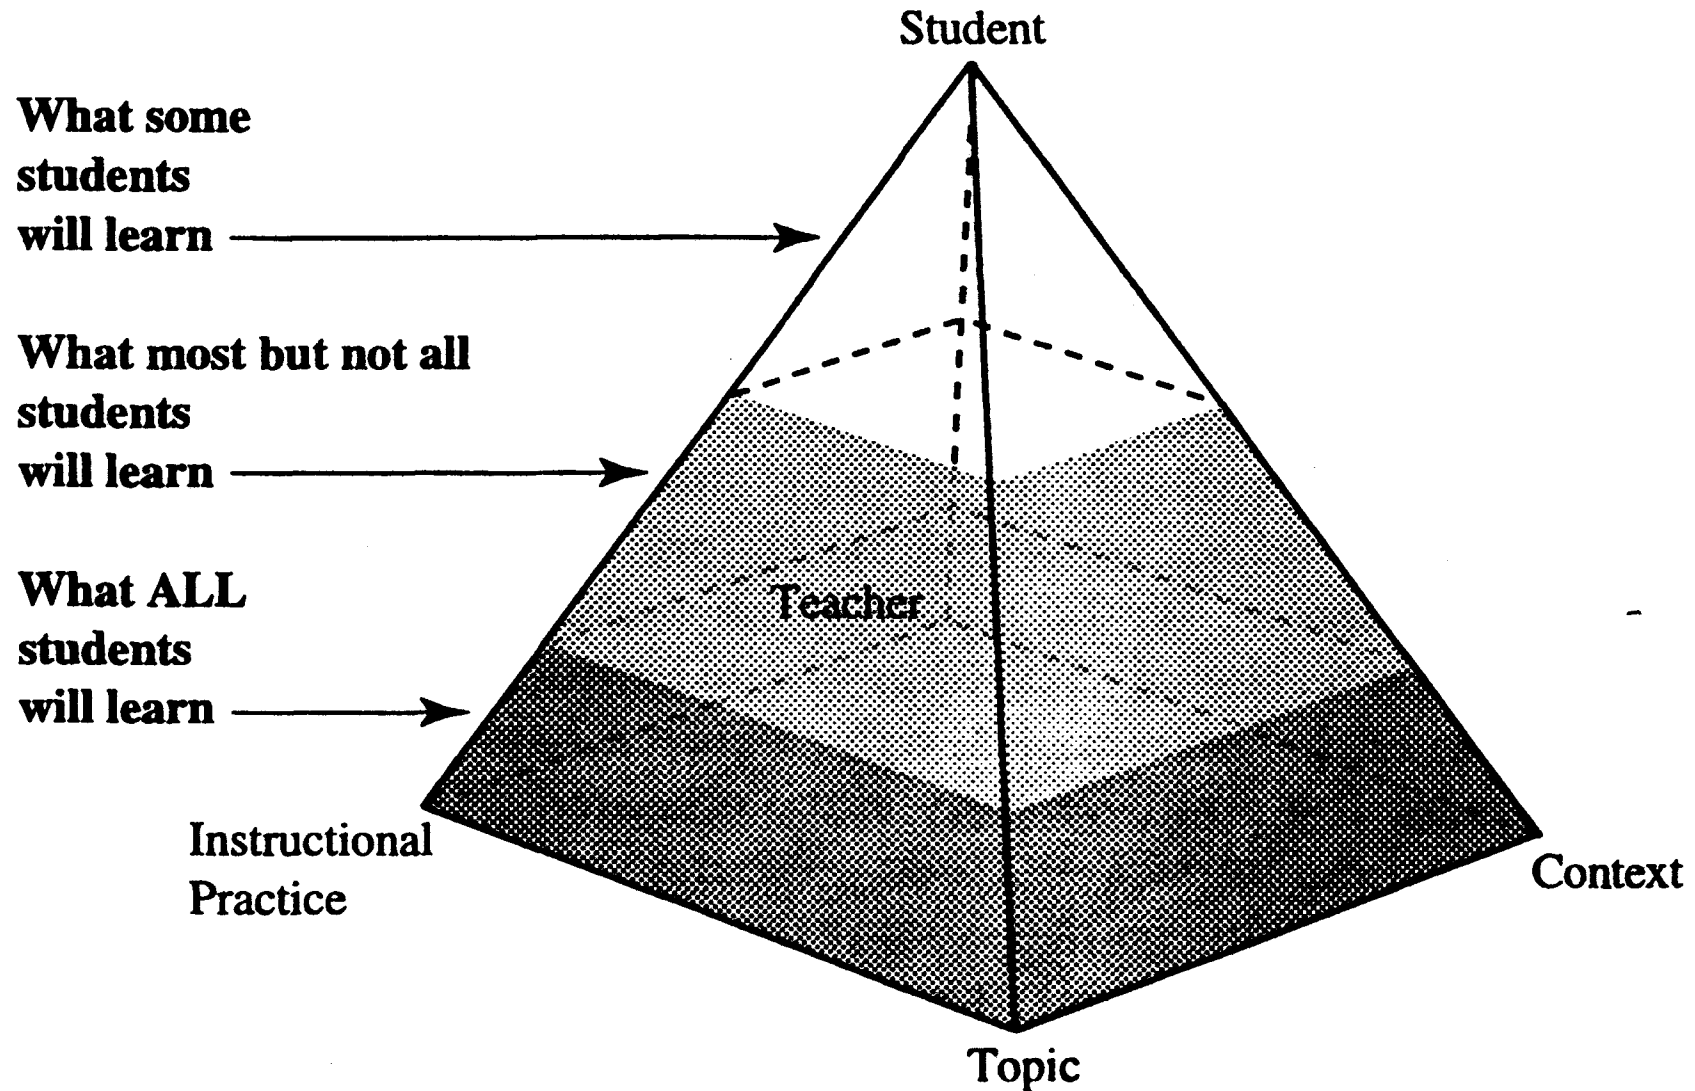 Student
What some
students
will learn
What most but not all
students
will learn
What ALL
students
will learn
Teacher
Instructional
Practice
Context
Topic